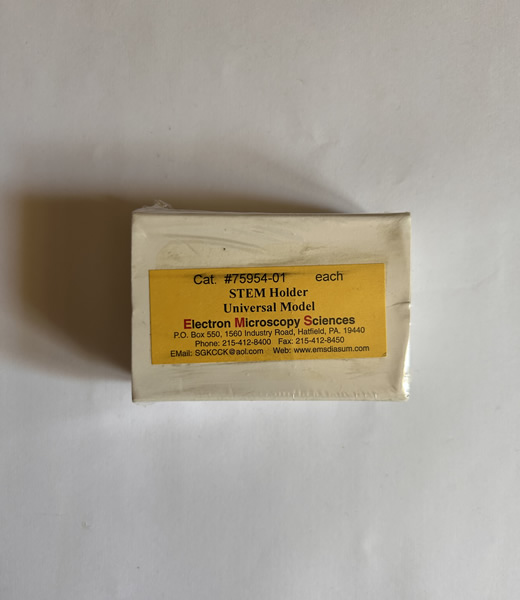 Cat. #75954-01 each
STEM Holder
Universal Model
Electron Microscopy Sciences
P.O. Box 550, 1560 Industry Road, Hatfield, PA. 19440
Phone: 215-412-8400 Fax: 215-412-8450
EMail: SGKCCK@aol.com Web: www.emsdiasum.com